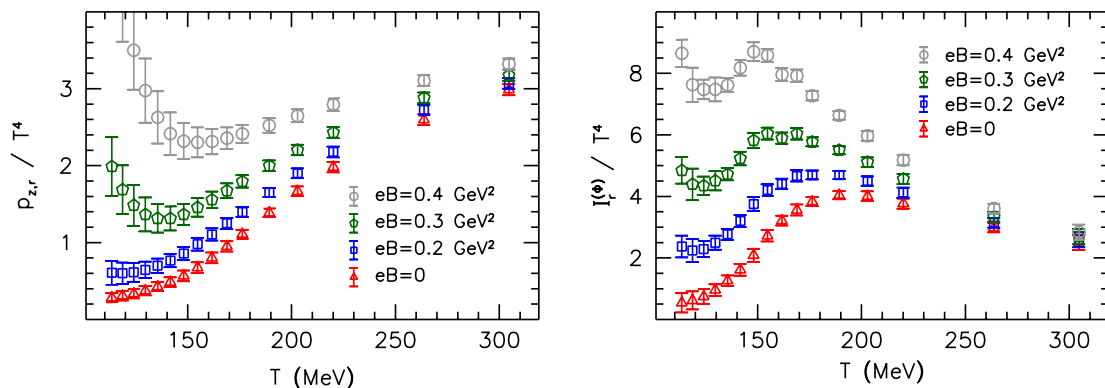 p_{z,r} / T⁴
3
2
1
eB=0.4 GeV²
eB=0.3 GeV²
eB=0.2 GeV²
eB=0
150 200 250 300
T (MeV)
I_r^{(Φ)} / T⁴
8
6
4
2
eB=0.4 GeV²
eB=0.3 GeV²
eB=0.2 GeV²
eB=0
150 200 250 300
T (MeV)